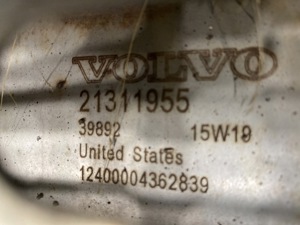 VOLVO
21311955
39892 15W19
United States
12400004362839